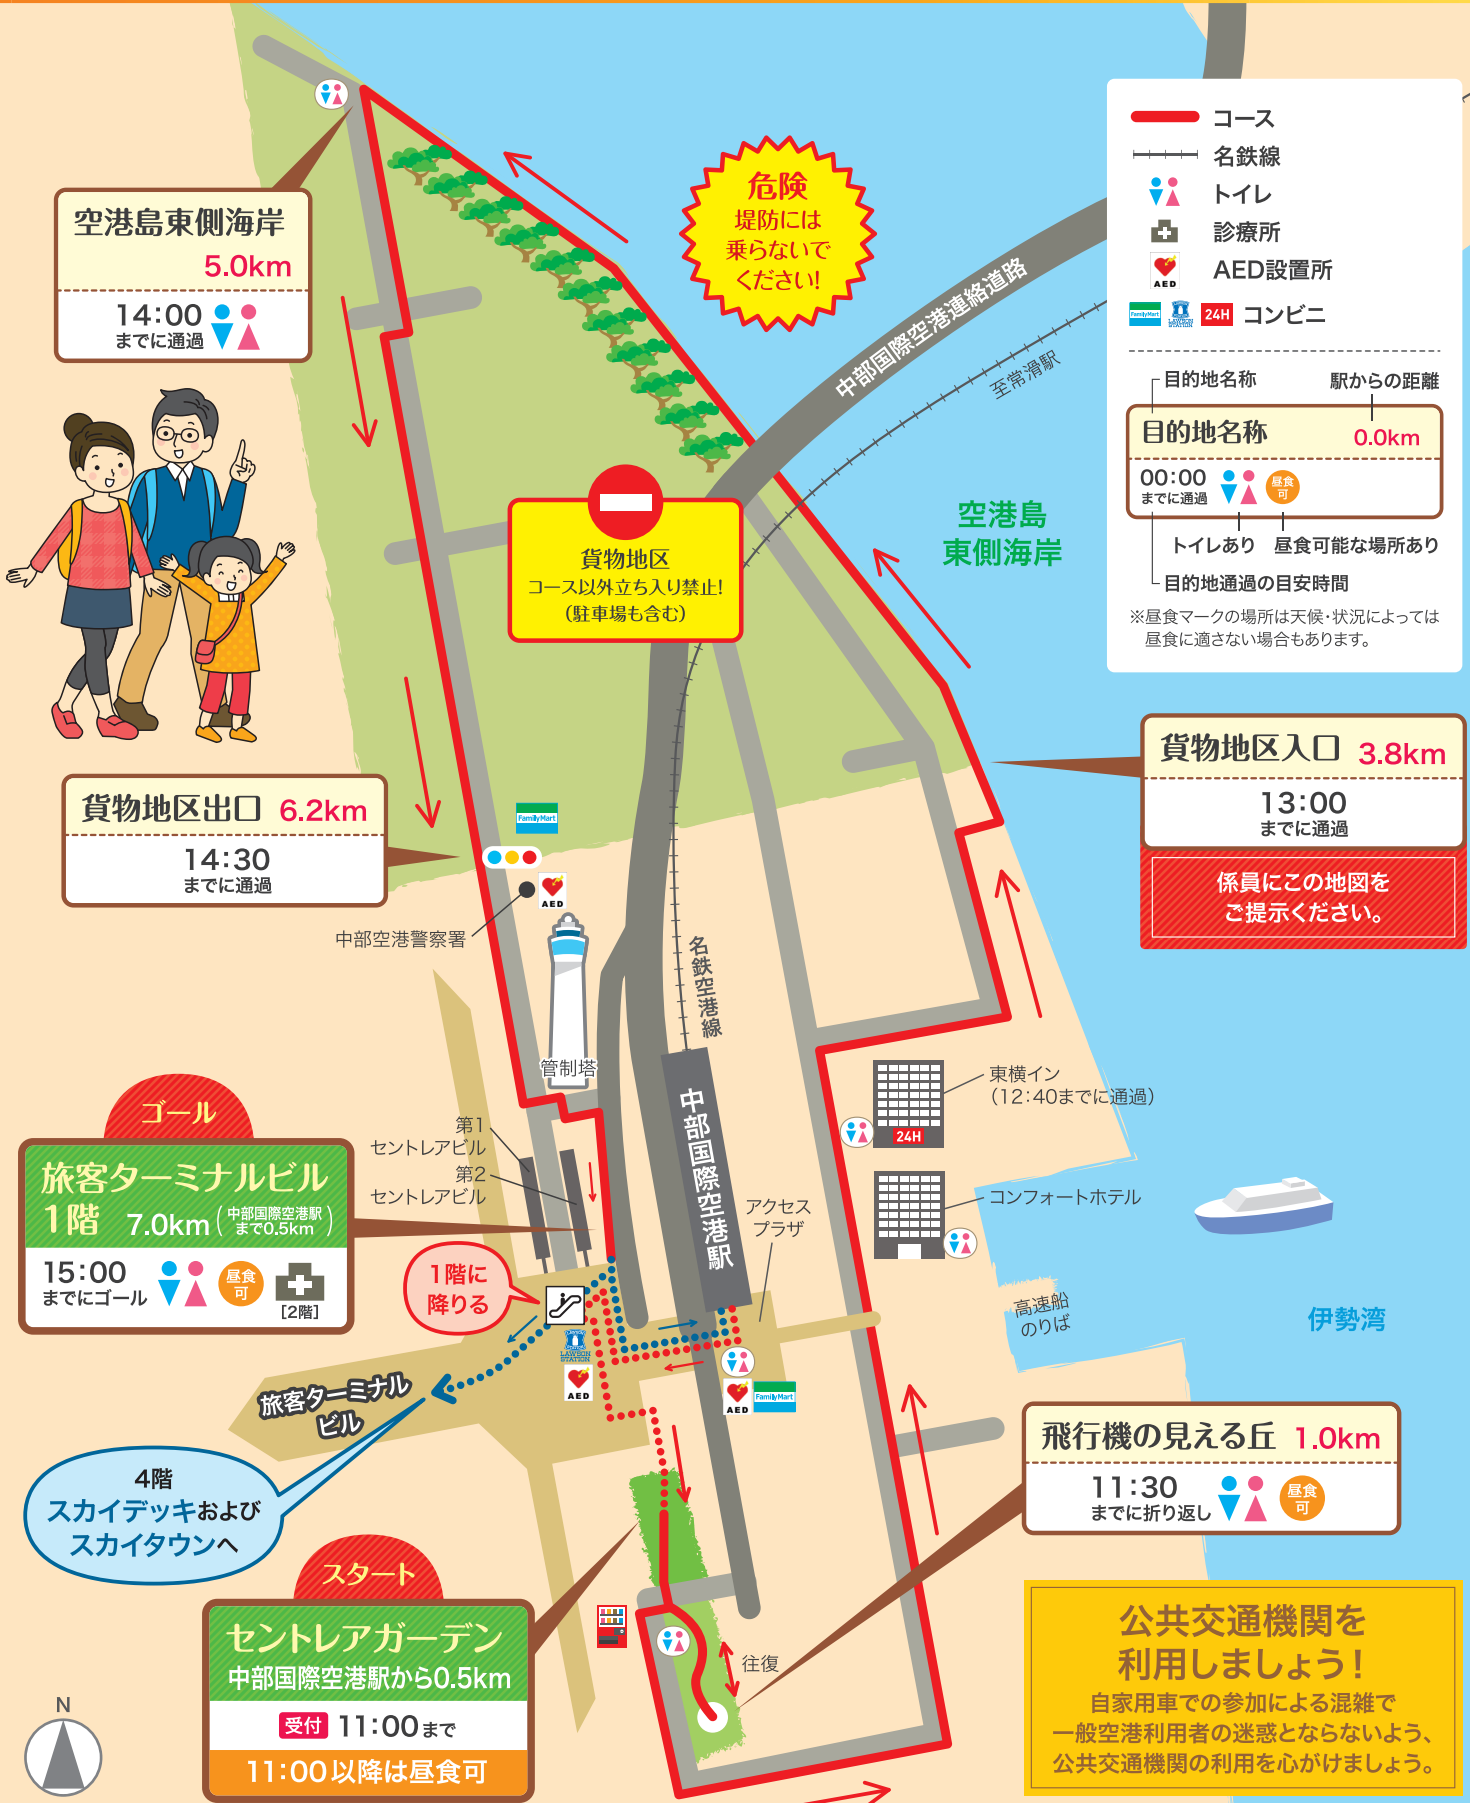 空港島東側海岸
5.0km
14:00
までに通過
危険
堤防には
乗らないで
ください!
中部国際空港連絡道路
至常滑駅
コース
名鉄線
トイレ
診療所
AED
AED設置所
FamilyMart
LAWSON
STATION
24H
コンビニ
目的地名称
駅からの距離
目的地名称
0.0km
00:00
までに通過
昼食
可
トイレあり
昼食可能な場所あり
目的地通過の目安時間
※昼食マークの場所は天候・状況によっては
昼食に適さない場合もあります。
貨物地区
コース以外立ち入り禁止!
(駐車場も含む)
空港島
東側海岸
貨物地区入口 3.8km
13:00
までに通過
係員にこの地図を
ご提示ください。
貨物地区出口 6.2km
14:30
までに通過
FamilyMart
AED
中部空港警察署
名鉄空港線
管制塔
中部国際空港駅
東横イン
(12:40までに通過)
24H
コンフォートホテル
アクセス
プラザ
高速船
のりば
伊勢湾
第1
セントレアビル
第2
セントレアビル
ゴール
旅客ターミナルビル
1階 7.0km(中部国際空港駅
まで0.5km)
15:00
までにゴール
昼食
可
[2階]
1階に
降りる
LAWSON
STATION
AED
AED
FamilyMart
旅客ターミナル
ビル
4階
スカイデッキおよび
スカイタウンへ
飛行機の見える丘 1.0km
11:30
までに折り返し
昼食
可
往復
スタート
セントレアガーデン
中部国際空港駅から0.5km
受付 11:00まで
11:00以降は昼食可
N
公共交通機関を
利用しましょう!
自家用車での参加による混雑で
一般空港利用者の迷惑とならないよう、
公共交通機関の利用を心がけましょう。